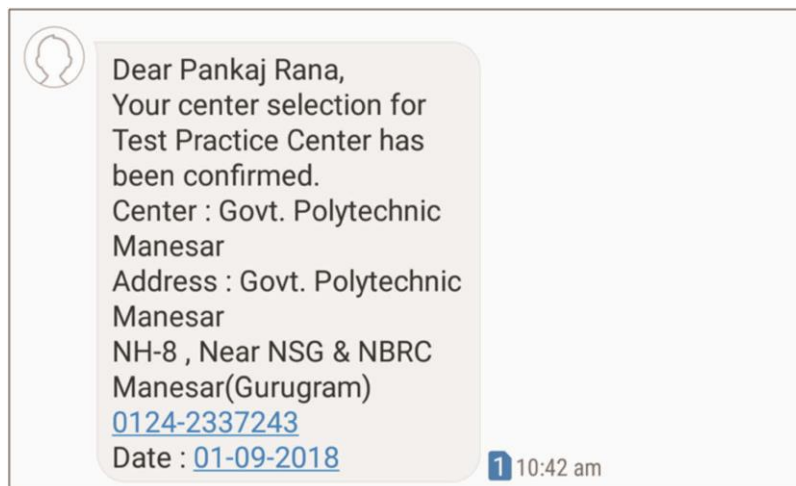 Dear Pankaj Rana,
Your center selection for
Test Practice Center has
been confirmed.
Center : Govt. Polytechnic
Manesar
Address : Govt. Polytechnic
Manesar
NH-8 , Near NSG & NBRC
Manesar(Gurugram)
0124-2337243
Date : 01-09-2018
1 10:42 am